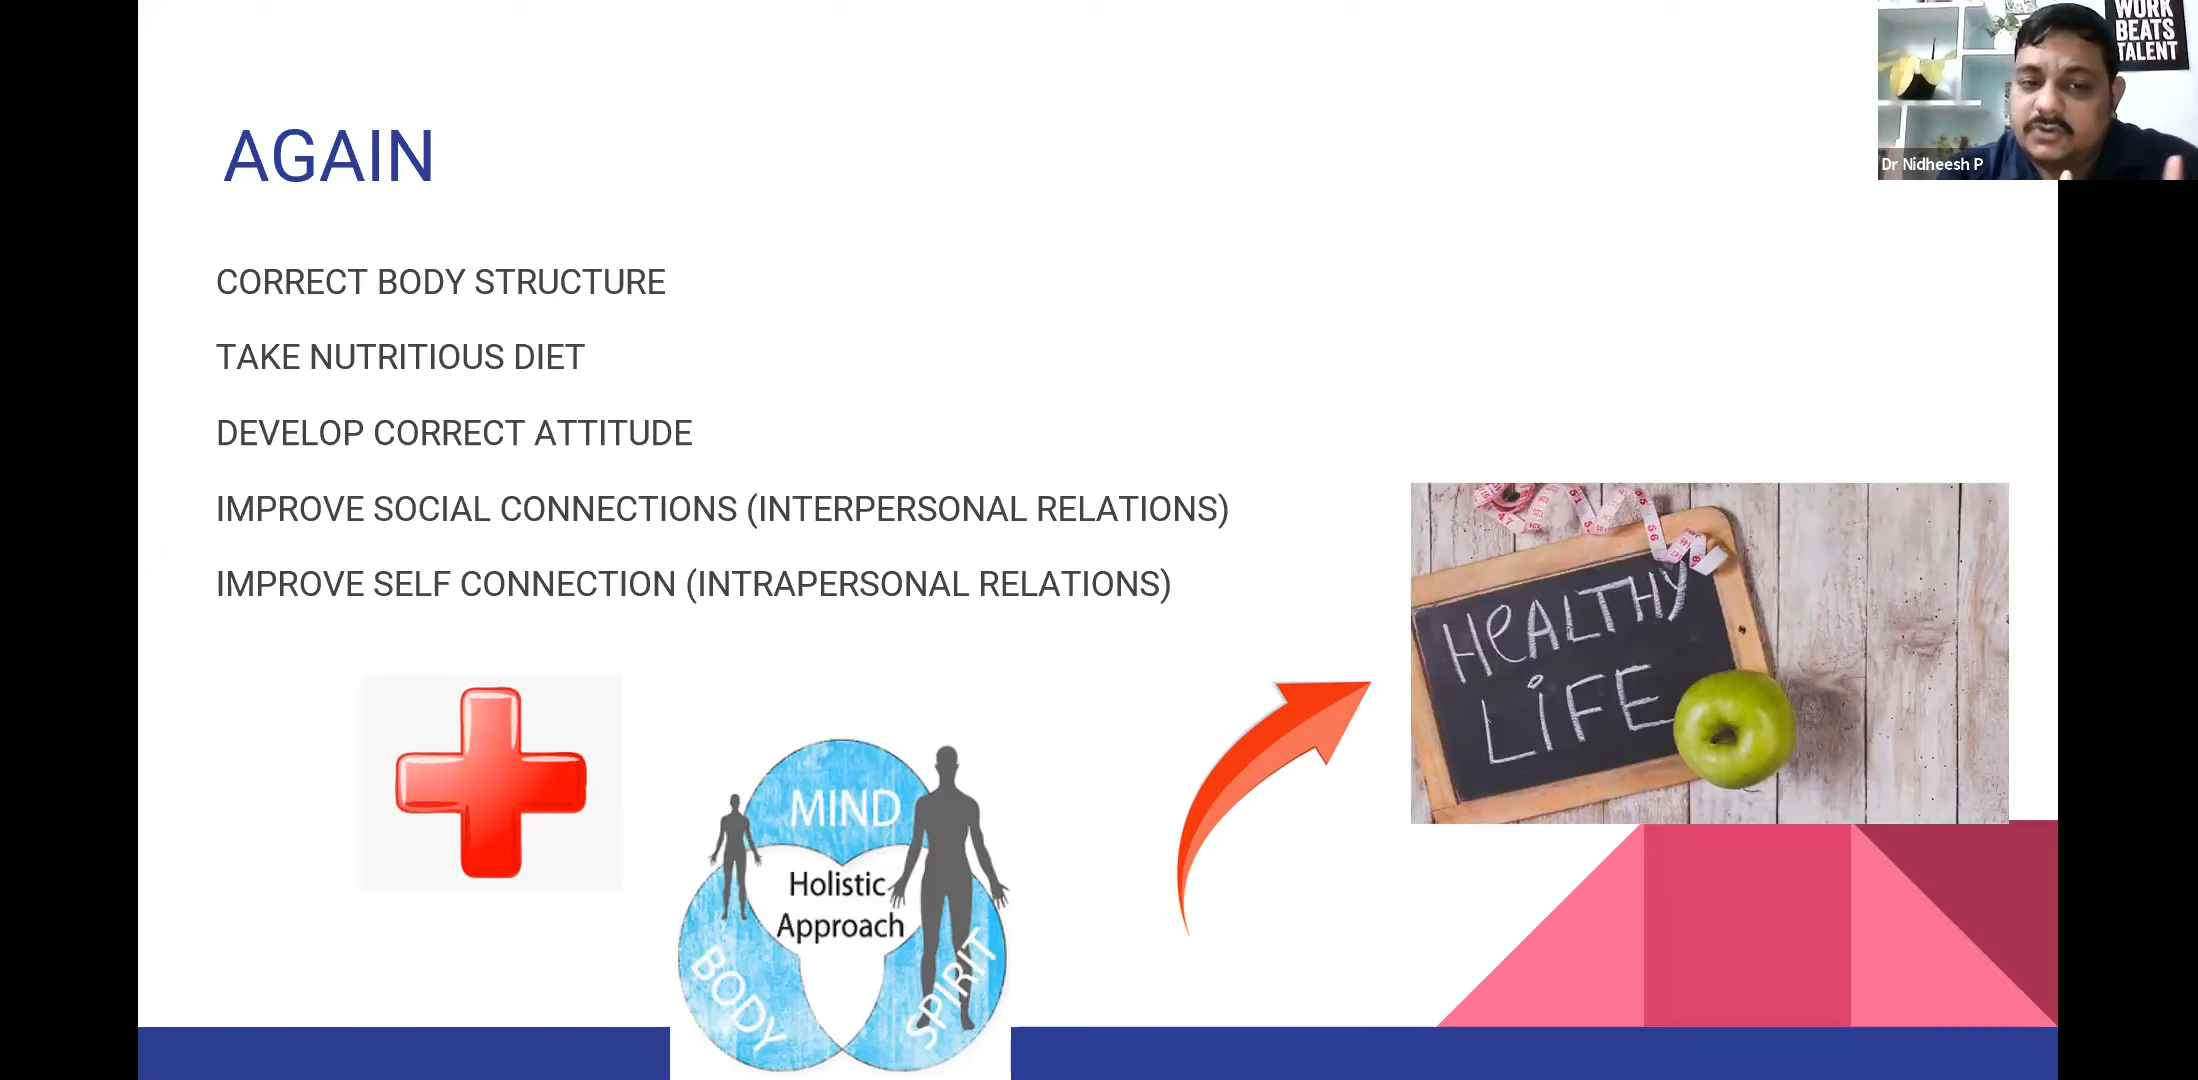 AGAIN
CORRECT BODY STRUCTURE
TAKE NUTRITIOUS DIET
DEVELOP CORRECT ATTITUDE
IMPROVE SOCIAL CONNECTIONS (INTERPERSONAL RELATIONS)
IMPROVE SELF CONNECTION (INTRAPERSONAL RELATIONS)
MIND
Holistic
Approach
BODY
SPIRIT
HEALTHY
LIFE
WORK
BEATS
TALENT
Dr Nidheesh P